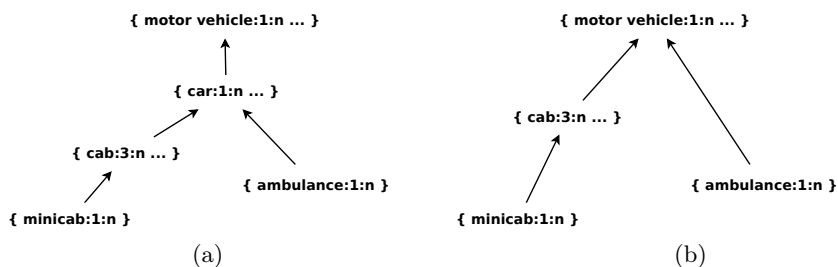 { motor vehicle:1:n ... }
{ car:1:n ... }
{ cab:3:n ... }
{ ambulance:1:n }
{ minicab:1:n }
(a)
{ motor vehicle:1:n ... }
{ cab:3:n ... }
{ ambulance:1:n }
{ minicab:1:n }
(b)